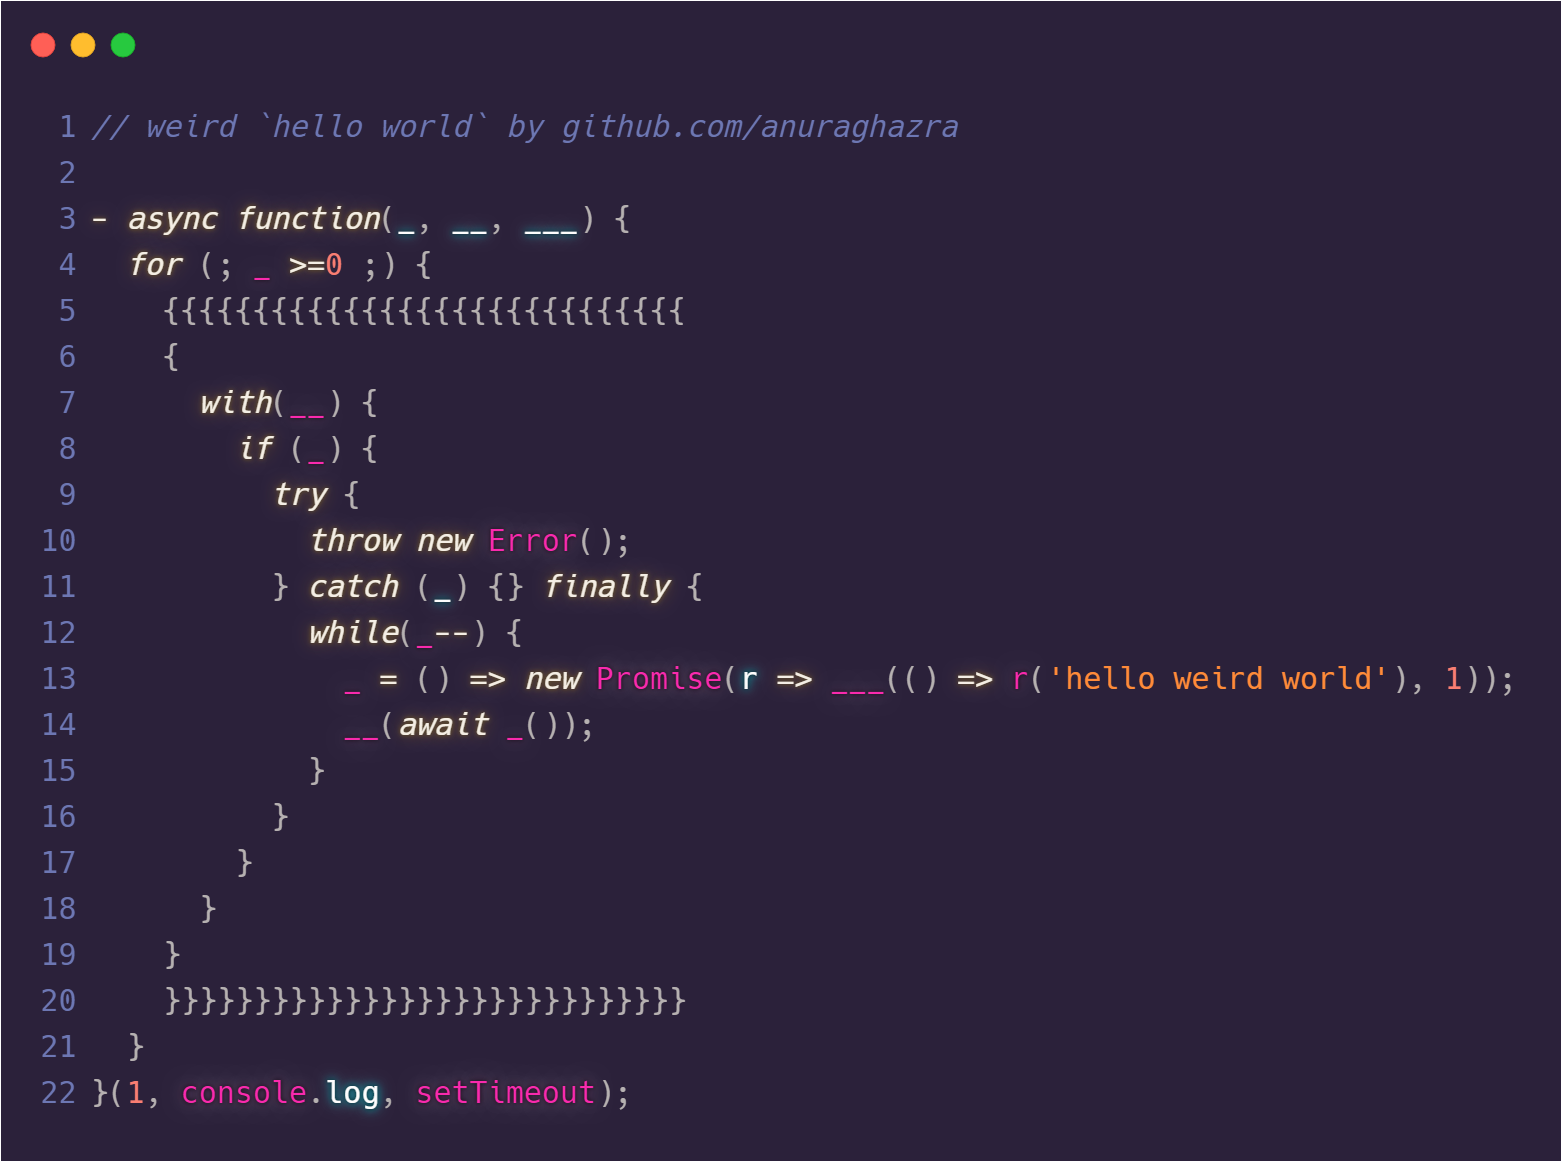 1 // weird `hello world` by github.com/anuraghazra
2
3 - async function(_, __, ___) {
4   for (; _ >=0 ;) {
5     {{{{{{{{{{{{{{{{{{{{{{{{{{{{{
6     {
7       with(__) {
8         if (_) {
9           try {
10             throw new Error();
11           } catch (_) {} finally {
12             while(_--) {
13               _ = () => new Promise(r => ___(() => r('hello weird world'), 1));
14               __(await _());
15             }
16           }
17         }
18       }
19     }
20     }}}}}}}}}}}}}}}}}}}}}}}}}}}}}
21   }
22 }(1, console.log, setTimeout);